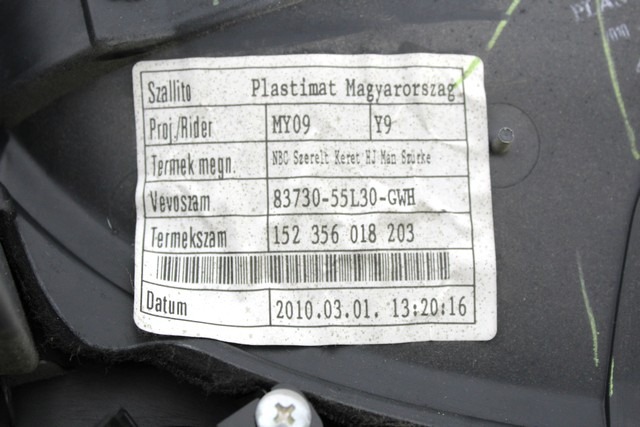 Szallito Plastimat Magyarorszag
Proj./Rider MY09 Y9
Termek megn. NBC Szerelt Keret HJ Man Szurke
Vevoszam 83730-55L30-GWH
Termekszam 152 356 018 203
Datum 2010.03.01. 13:20:16